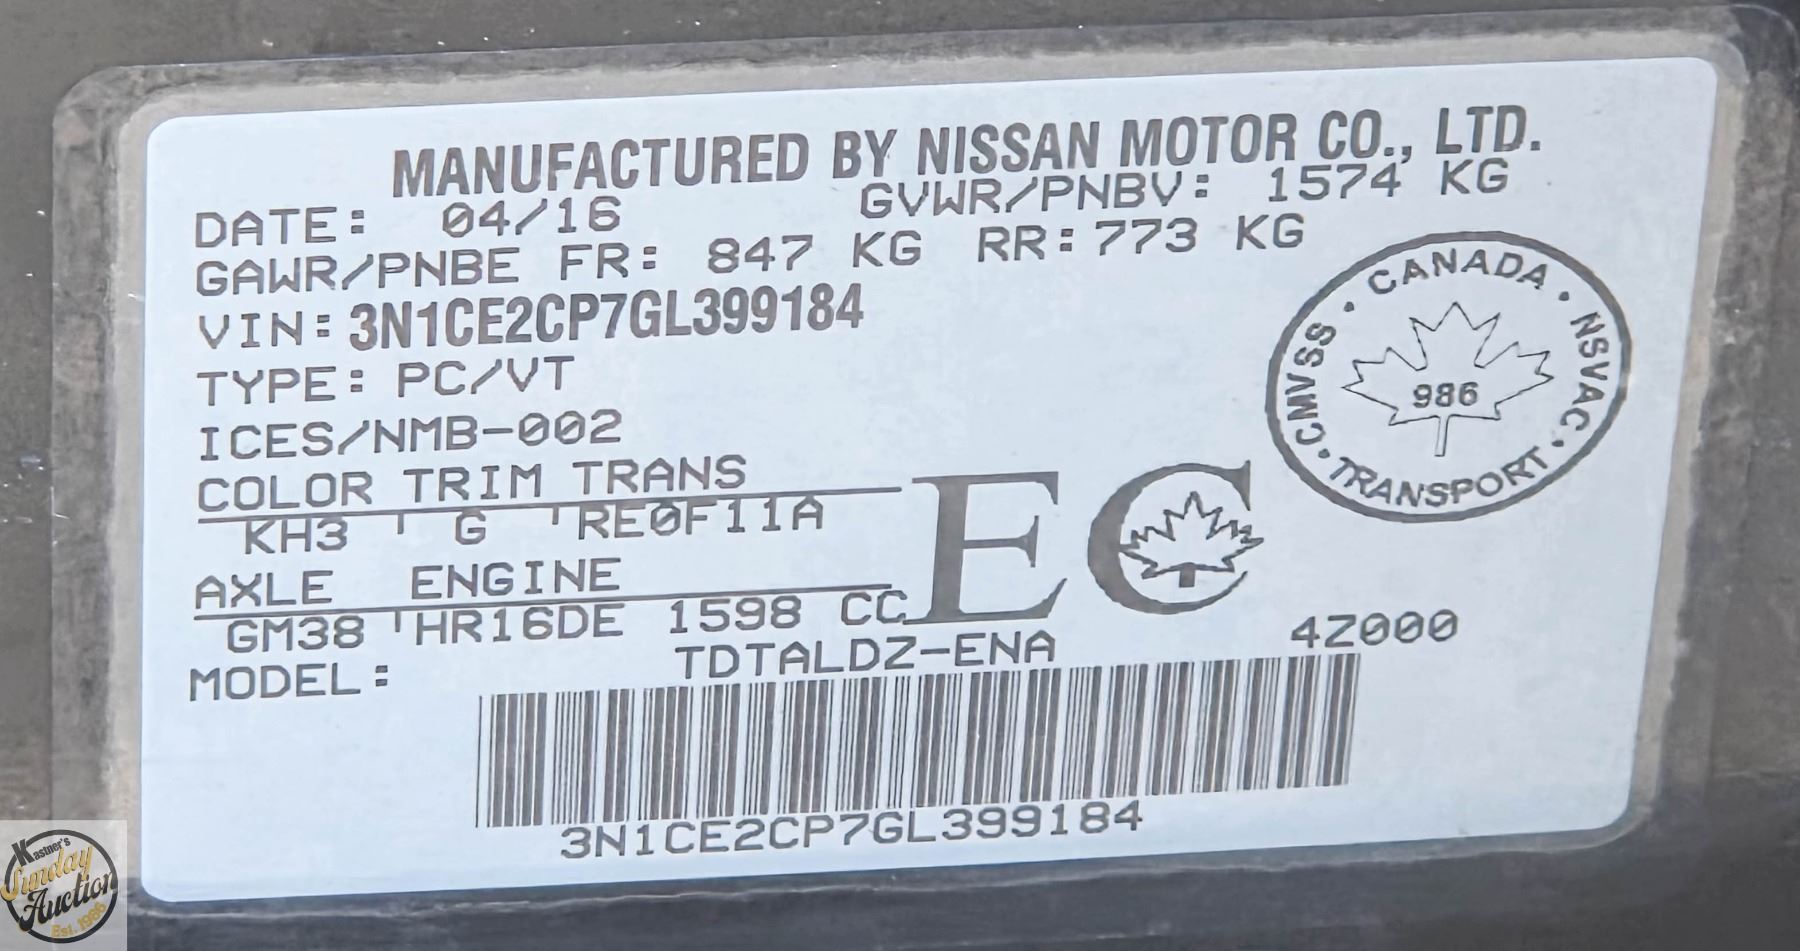 MANUFACTURED BY NISSAN MOTOR CO., LTD.
DATE: 04/16 GVWR/PNBV: 1574 KG
GAWR/PNBE FR: 847 KG RR: 773 KG
VIN: 3N1CE2CP7GL399184
TYPE: PC/VT
ICES/NMB-002
COLOR TRIM TRANS
KH3 G RE0F11A
AXLE ENGINE
GM38 HR16DE 1598 CC
MODEL: TDTALDZ-ENA 4Z000
3N1CE2CP7GL399184
EC
CANADA · NSVAC · TRANSPORT · CMVSS ·
986
Kastner's
Sunday
Auction
Est. 1986